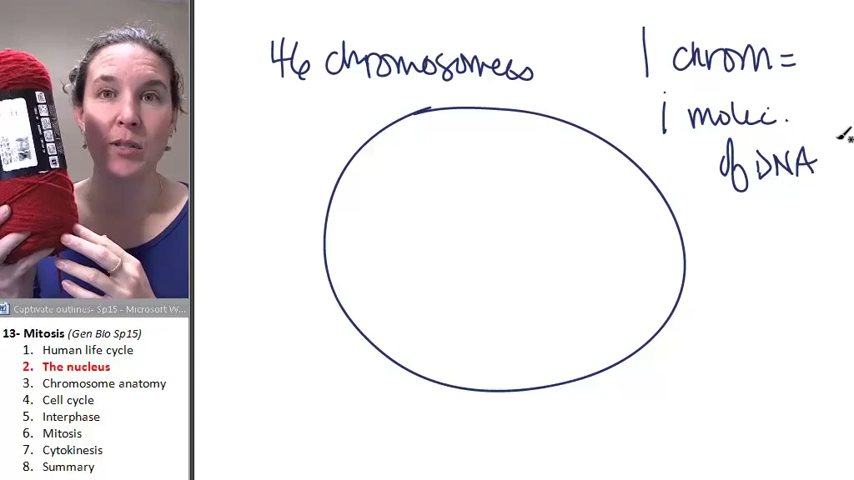 46 chromosomes
1 chrom =
1 molec.
of DNA
Captivate outlines- Sp15 - Microsoft W...
13- Mitosis (Gen Bio Sp15)
1. Human life cycle
2. The nucleus
3. Chromosome anatomy
4. Cell cycle
5. Interphase
6. Mitosis
7. Cytokinesis
8. Summary